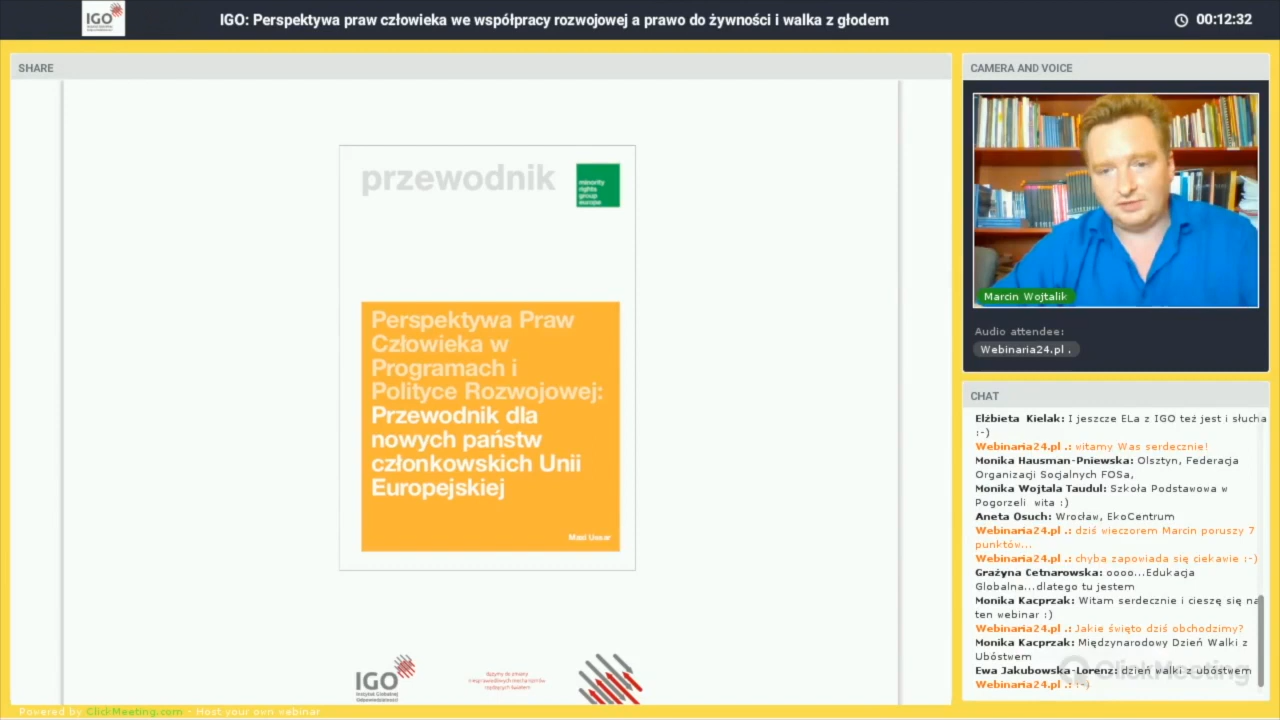 IGO
IGO: Perspektywa praw człowieka we współpracy rozwojowej a prawo do żywności i walka z głodem
00:12:32
SHARE
przewodnik
minority
rights
group
europe
Perspektywa Praw
Człowieka w
Programach i
Polityce Rozwojowej:
Przewodnik dla
nowych państw
członkowskich Unii
Europejskiej
IGO
Instytut Globalnej
Odpowiedzialności
CAMERA AND VOICE
Marcin Wojtalik
Audio attendee:
Webinaria24.pl .
CHAT
Elżbieta Kielak: I jeszcze ELa z IGO też jest i słucha
:-)
Webinaria24.pl .: witamy Was serdecznie!
Monika Hausman-Pniewska: Olsztyn, Federacja
Organizacji Socjalnych FOSa,
Monika Wojtala Taudul: Szkoła Podstawowa w
Pogorzeli wita :)
Aneta Osuch: Wrocław, EkoCentrum
Webinaria24.pl .: dziś wieczorem Marcin poruszy 7
punktów...
Webinaria24.pl .: chyba zapowiada się ciekawie :-)
Grażyna Cetnarowska: oooo...Edukacja
Globalna...dlatego tu jestem
Monika Kacprzak: Witam serdecznie i cieszę się na
ten webinar :)
Webinaria24.pl .: Jakie święto dziś obchodzimy?
Monika Kacprzak: Międzynarodowy Dzień Walki z
Ubóstwem
Ewa Jakubowska-Lorenz: dzień walki z ubóstwem
Webinaria24.pl .: :-)
ClickMeeting
Powered by ClickMeeting.com - Host your own webinar